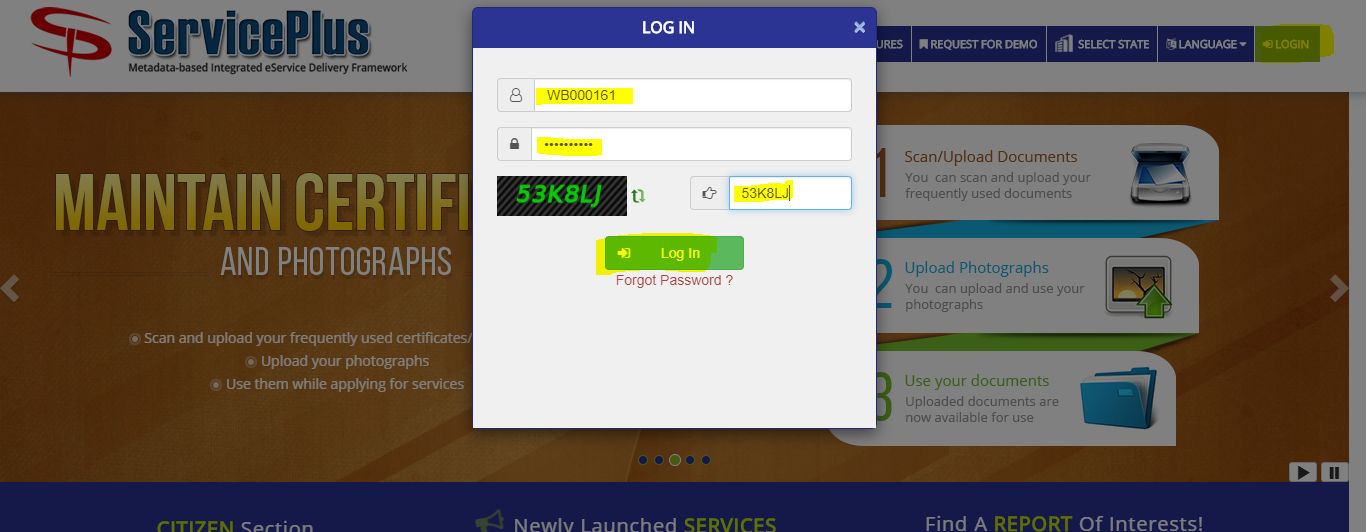 ServicePlus
Metadata-based Integrated eService Delivery Framework
URES
REQUEST FOR DEMO
SELECT STATE
LANGUAGE
LOGIN
LOG IN
×
WB000161
••••••••••
53K8LJ
53K8LJ
Log In
Forgot Password ?
MAINTAIN CERTIF
AND PHOTOGRAPHS
Scan and upload your frequently used certificates/
Upload your photographs
Use them while applying for services
1
Scan/Upload Documents
You can scan and upload your
frequently used documents
2
Upload Photographs
You can upload and use your
photographs
3
Use your documents
Uploaded documents are
now available for use
CITIZEN Section
Newly Launched SERVICES
Find A REPORT Of Interests!